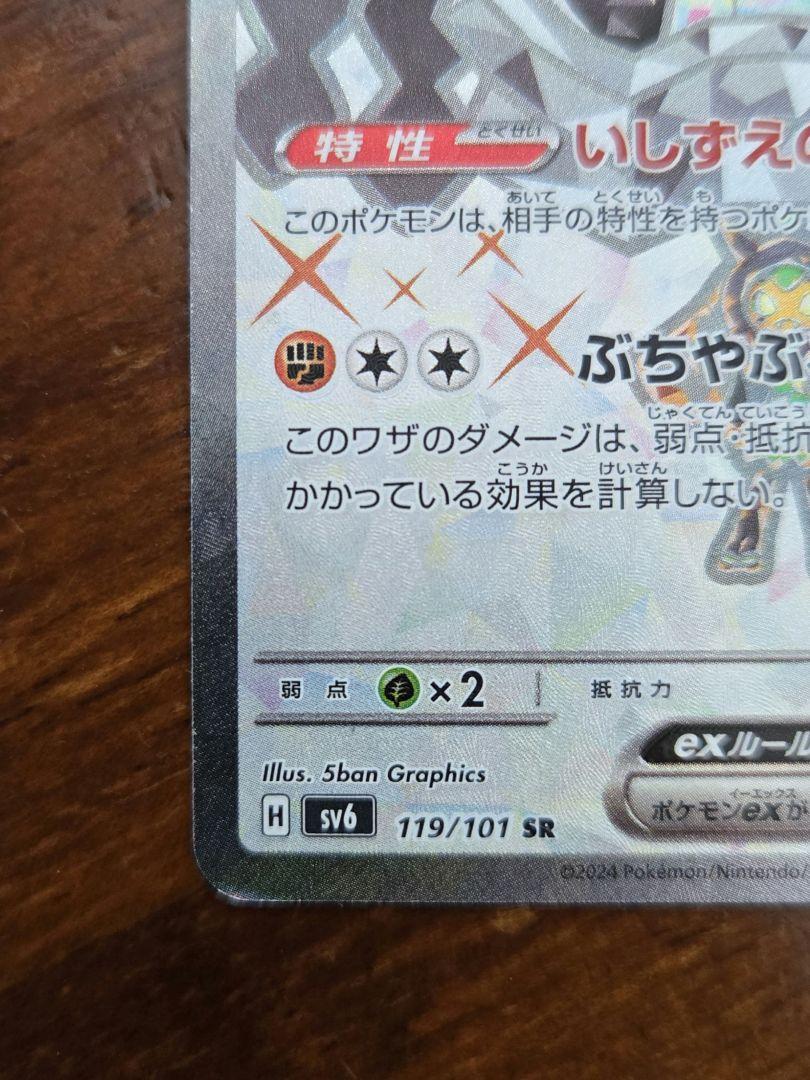 特性 とくせい いしずえの
このポケモンは、相手の特性を持つポケ
あいて とくせい も
ぶちやぶ
このワザのダメージは、弱点・抵抗
じゃくてん ていこう
かかっている効果を計算しない。
こうか けいさん
弱点 ×2 抵抗力
exルール
イーエックス
ポケモンexが
Illus. 5ban Graphics
H sv6 119/101 SR
©2024 Pokémon/Nintendo/